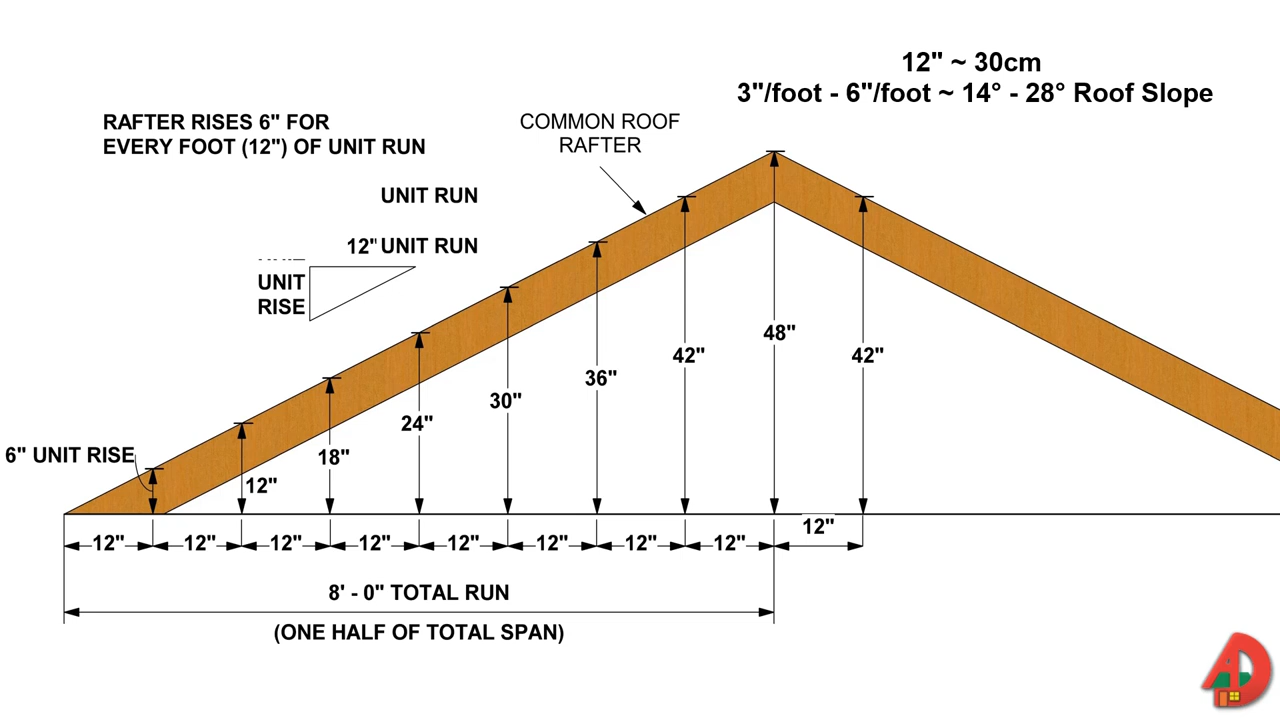 12" ~ 30cm
3"/foot - 6"/foot ~ 14° - 28° Roof Slope
RAFTER RISES 6" FOR
EVERY FOOT (12") OF UNIT RUN
COMMON ROOF
RAFTER
UNIT RUN
12" UNIT RUN
UNIT
RISE
48"
42"
42"
36"
30"
24"
18"
12"
6" UNIT RISE
12"
12" 12" 12" 12" 12" 12" 12" 12"
8' - 0" TOTAL RUN
(ONE HALF OF TOTAL SPAN)
AD